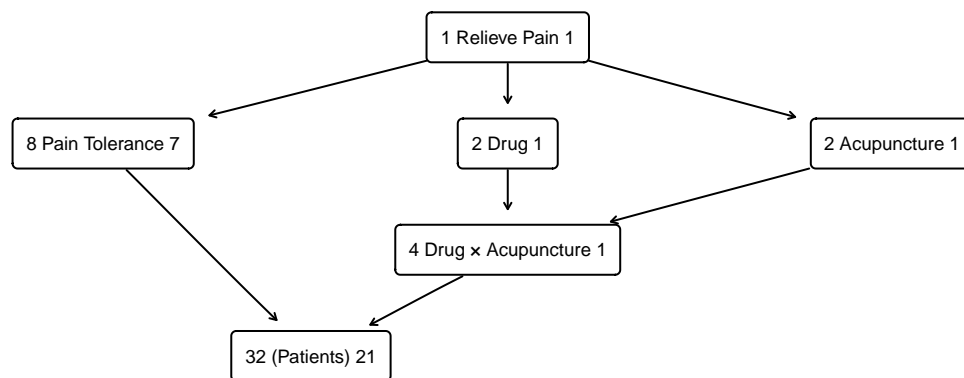 1 Relieve Pain 1
8 Pain Tolerance 7
2 Drug 1
2 Acupuncture 1
4 Drug × Acupuncture 1
32 (Patients) 21